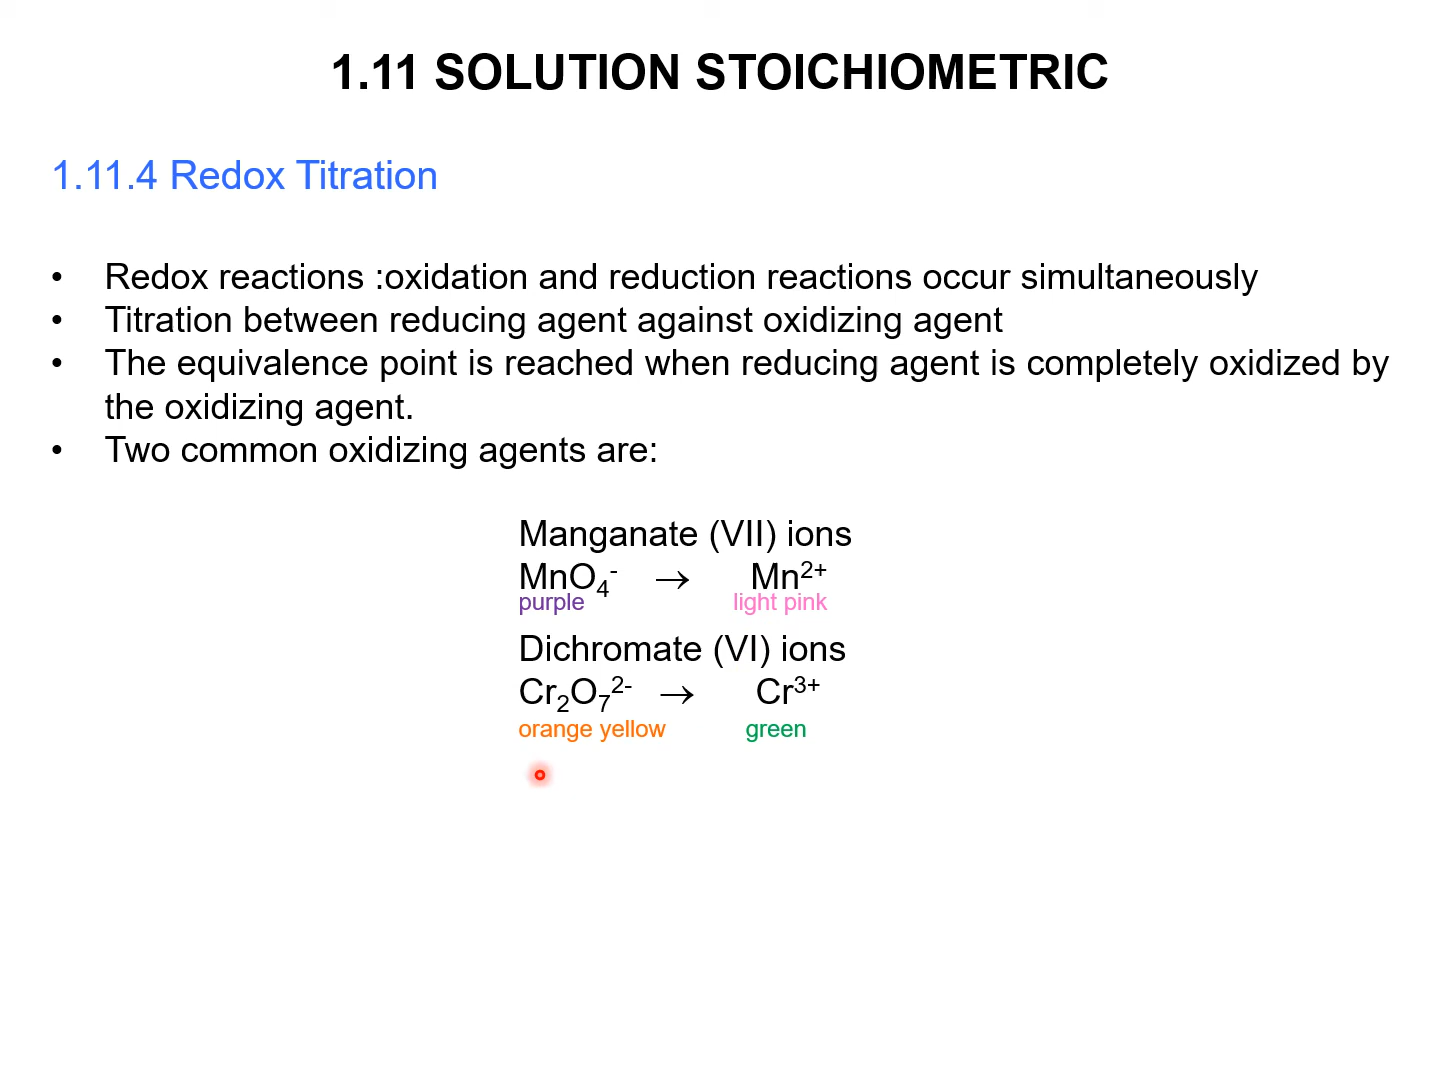 1.11 SOLUTION STOICHIOMETRIC
1.11.4 Redox Titration
• Redox reactions :oxidation and reduction reactions occur simultaneously
• Titration between reducing agent against oxidizing agent
• The equivalence point is reached when reducing agent is completely oxidized by
the oxidizing agent.
• Two common oxidizing agents are:
Manganate (VII) ions
MnO₄⁻ → Mn²⁺
purple light pink
Dichromate (VI) ions
Cr₂O₇²⁻ → Cr³⁺
orange yellow green